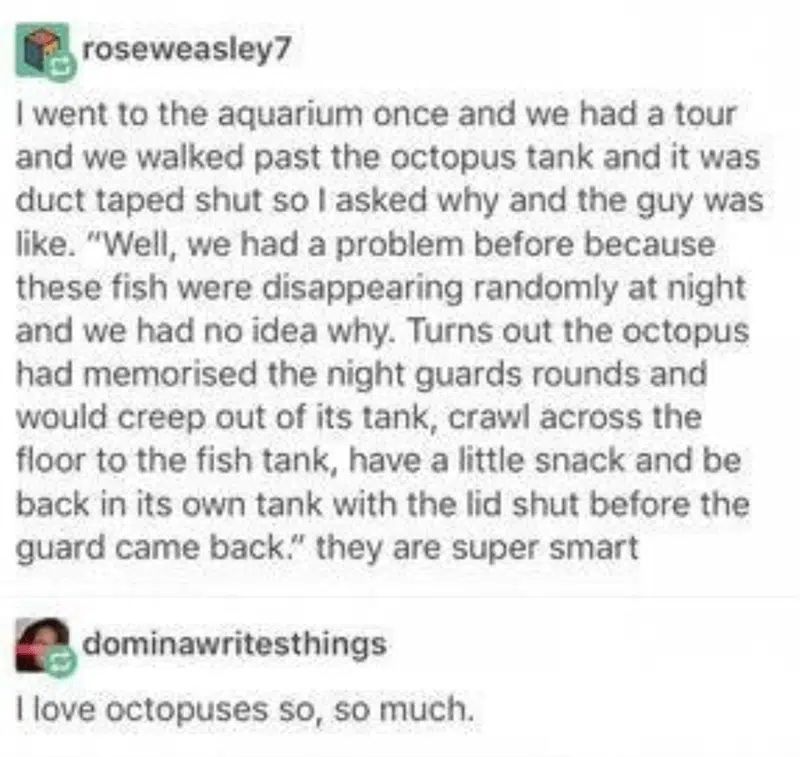 roseweasley7
I went to the aquarium once and we had a tour
and we walked past the octopus tank and it was
duct taped shut so I asked why and the guy was
like. "Well, we had a problem before because
these fish were disappearing randomly at night
and we had no idea why. Turns out the octopus
had memorised the night guards rounds and
would creep out of its tank, crawl across the
floor to the fish tank, have a little snack and be
back in its own tank with the lid shut before the
guard came back." they are super smart
dominawritesthings
I love octopuses so, so much.